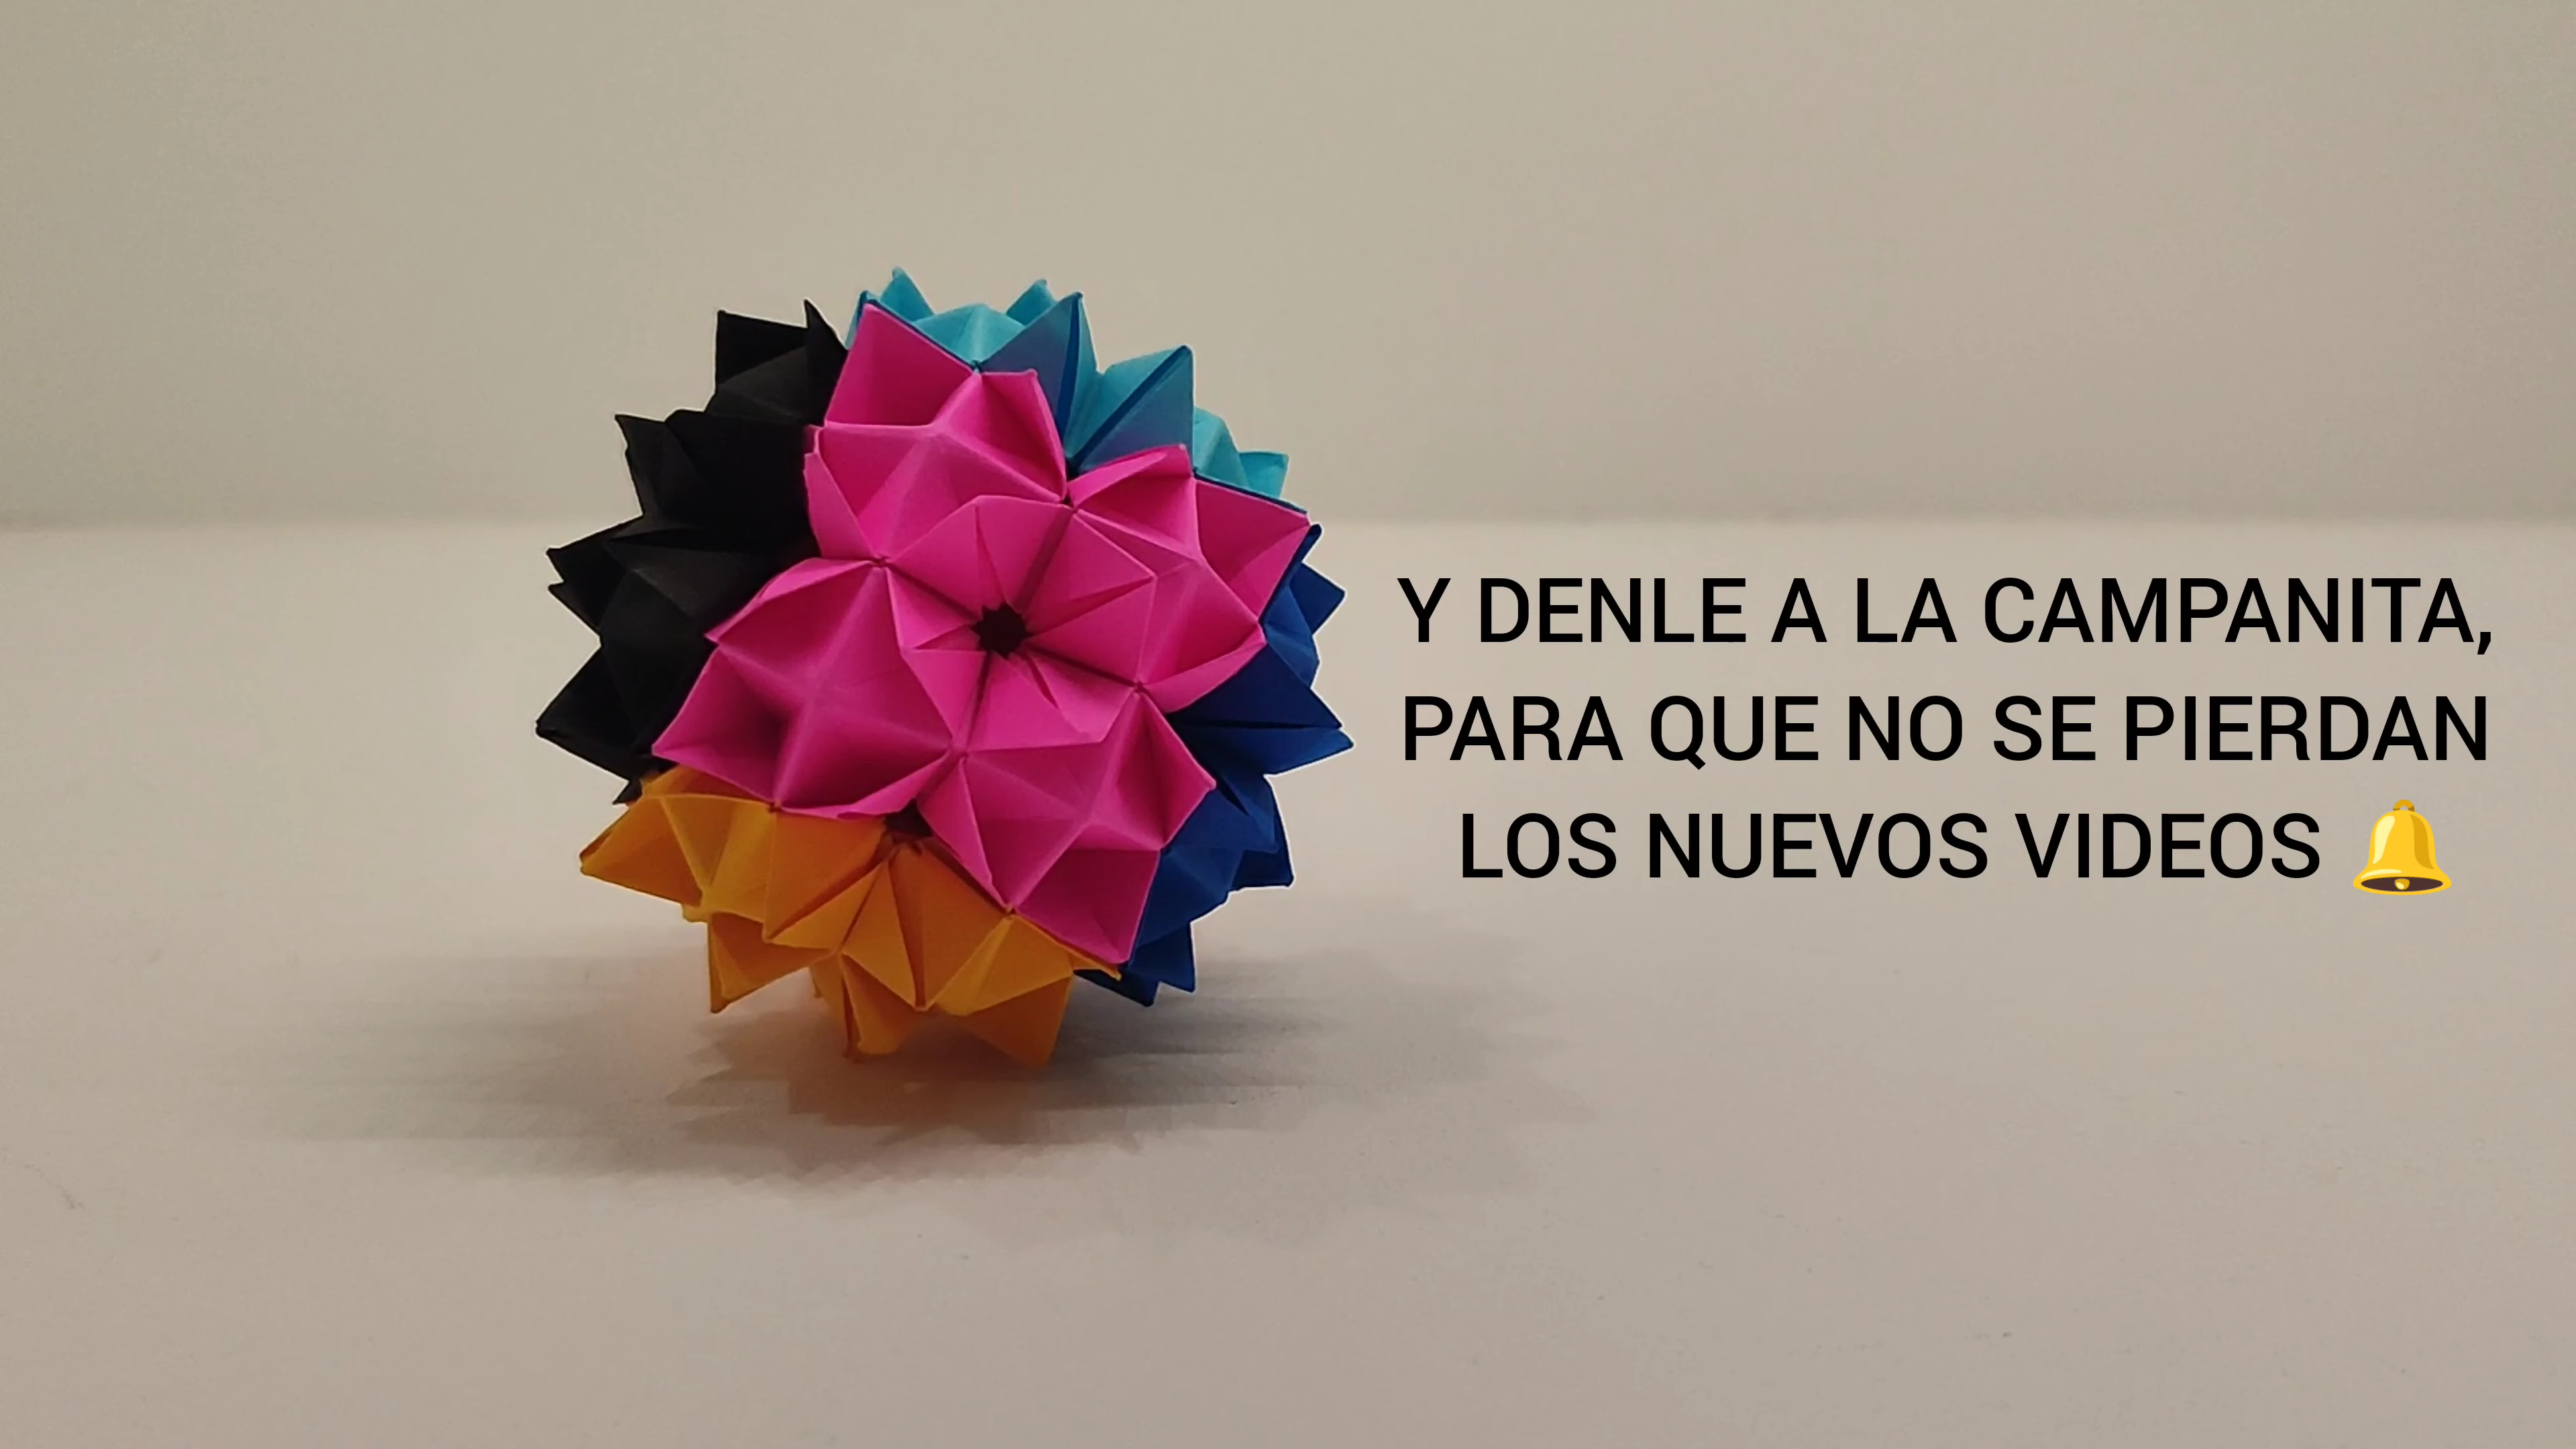 Y DENLE A LA CAMPANITA,
PARA QUE NO SE PIERDAN
LOS NUEVOS VIDEOS 🔔